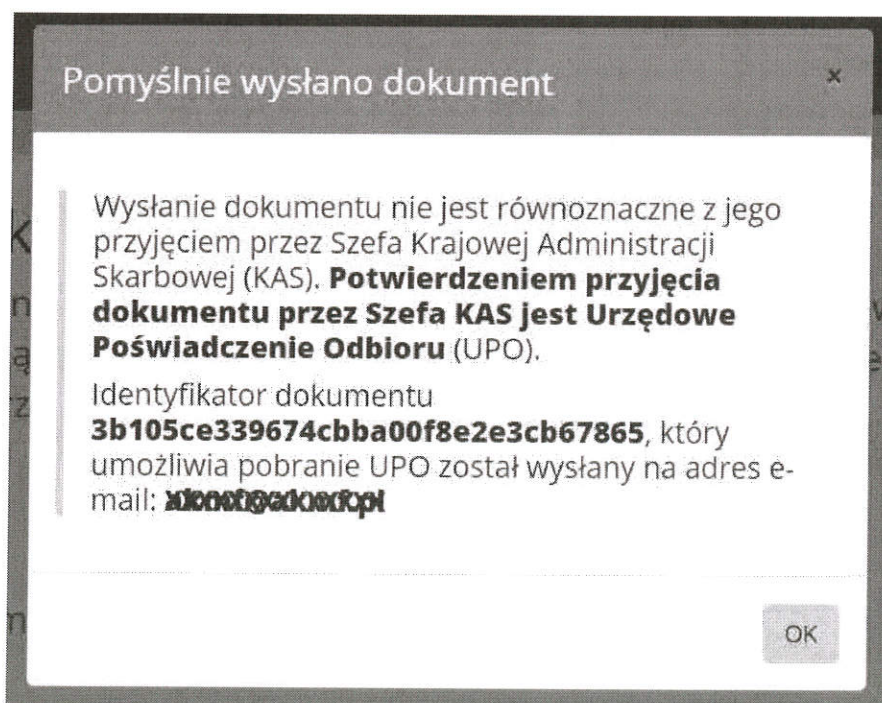 Pomyślnie wysłano dokument
×
Wysłanie dokumentu nie jest równoznaczne z jego
przyjęciem przez Szefa Krajowej Administracji
Skarbowej (KAS). Potwierdzeniem przyjęcia
dokumentu przez Szefa KAS jest Urzędowe
Poświadczenie Odbioru (UPO).
Identyfikator dokumentu
3b105ce339674cbba00f8e2e3cb67865, który
umożliwia pobranie UPO został wysłany na adres e-
mail:
OK